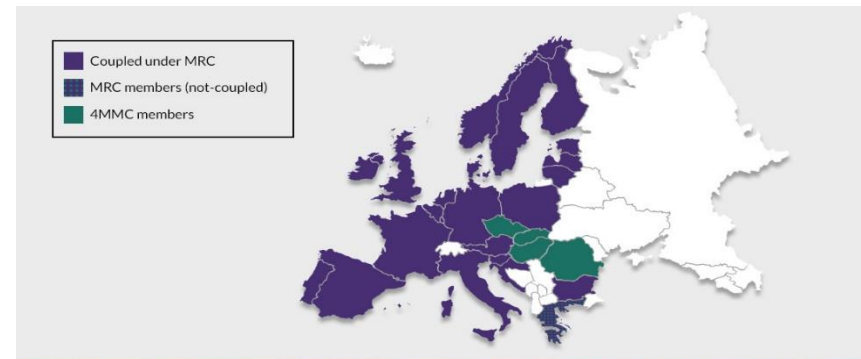 Coupled under MRC
MRC members (not-coupled)
4MMC members